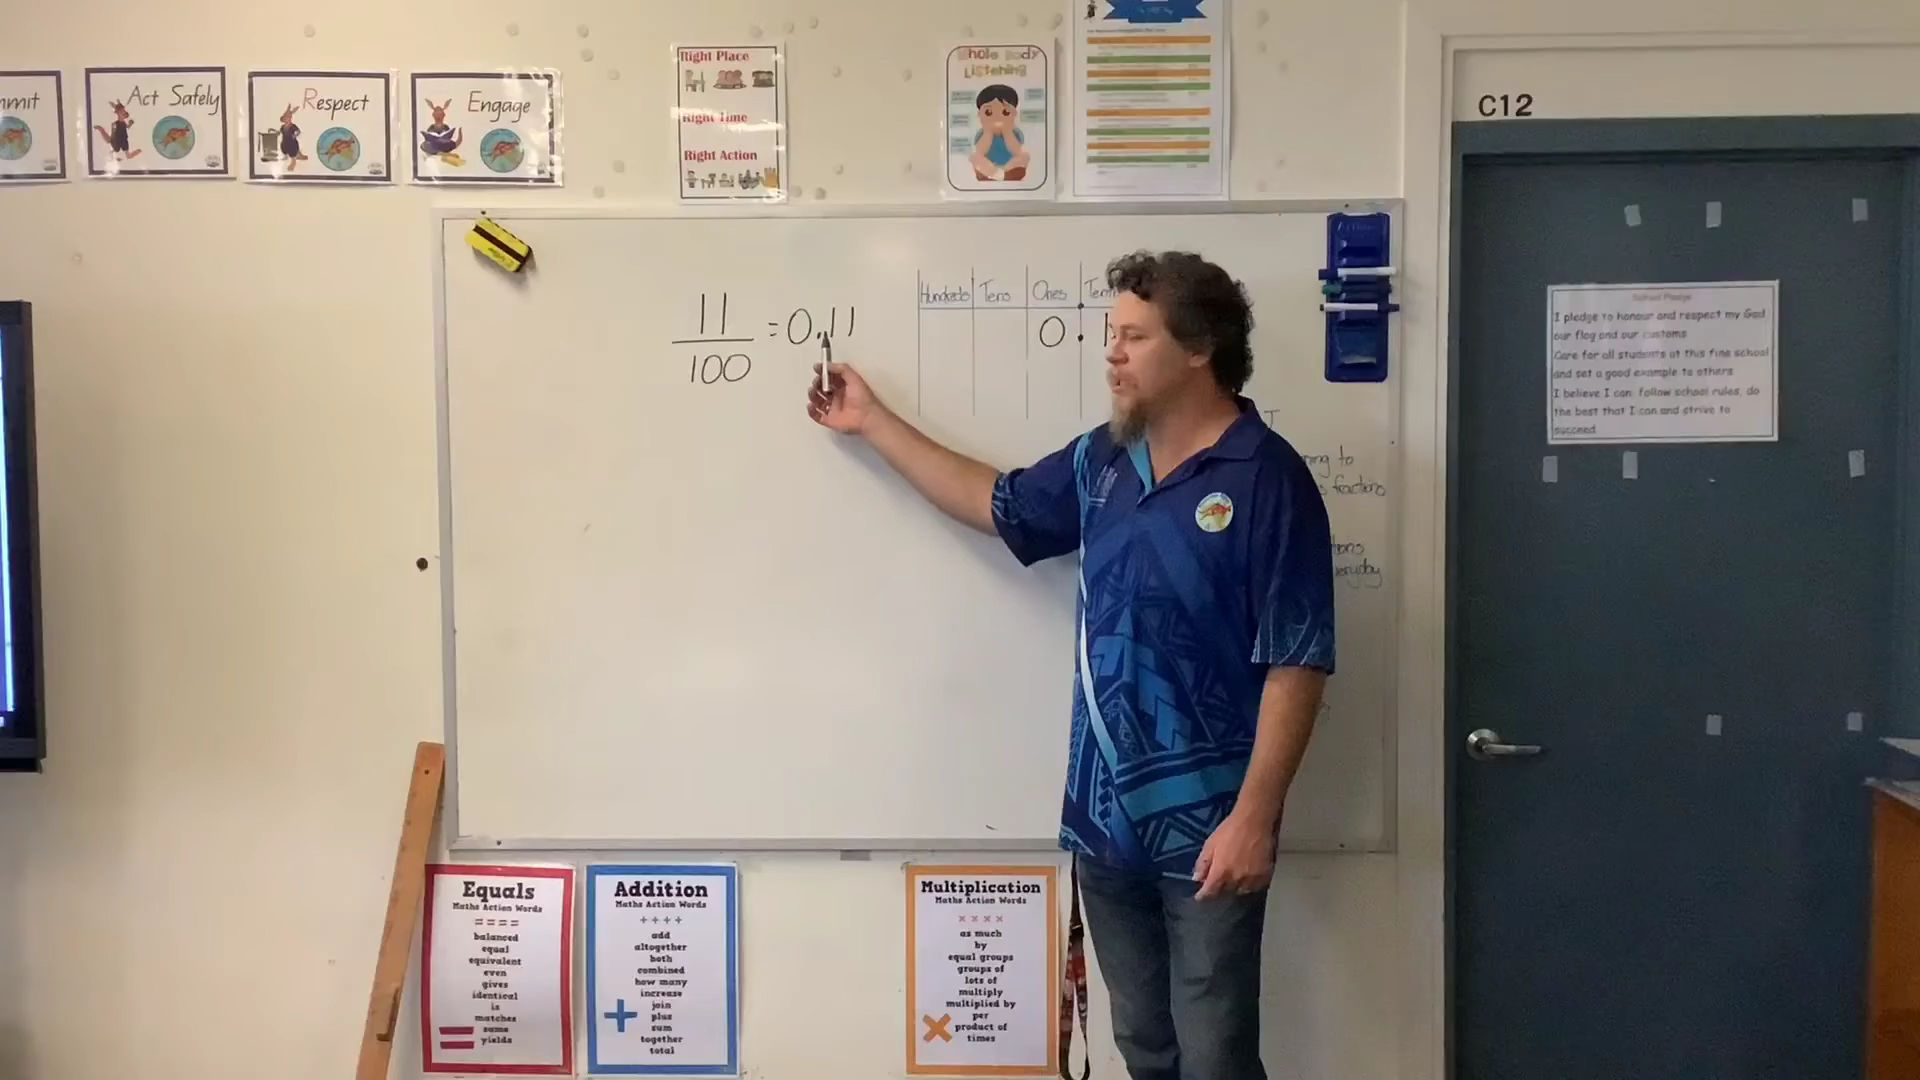 Act Safely
Respect
Engage
Right Place
Right Time
Right Action
Whole Body
Listening
C12
11
100
=0.11
Hundreds Tens Ones
0.1
I pledge to honour and respect my God
our flag and our customs
Care for all students at this fine school
and set a good example to others
I believe I can: follow school rules, do
the best that I can and strive to
succeed
fractions
Equals
Maths Action Words
= = = =
balanced
equal
equivalent
even
gives
identical
is
matches
sums
yields
=
Addition
Maths Action Words
+ + + +
add
altogether
both
combined
how many
increase
join
plus
sum
together
total
+
Multiplication
Maths Action Words
× × × ×
as much
by
equal groups
groups of
lots of
multiply
multiplied by
per
product of
times
×